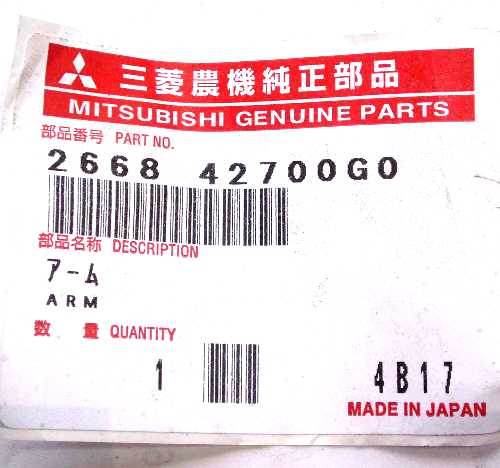 三菱農機純正部品
MITSUBISHI GENUINE PARTS
部品番号 PART NO.
2668 42700G0
部品名称 DESCRIPTION
アーム
ARM
数 量 QUANTITY
1 4B17
MADE IN JAPAN